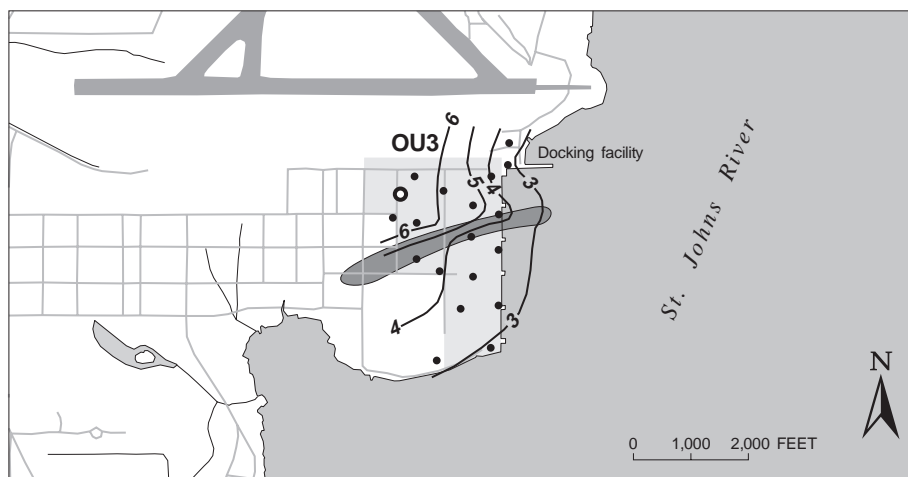 6
OU3
Docking facility
3
5
4
6
St. Johns River
4
3
N
0 1,000 2,000 FEET